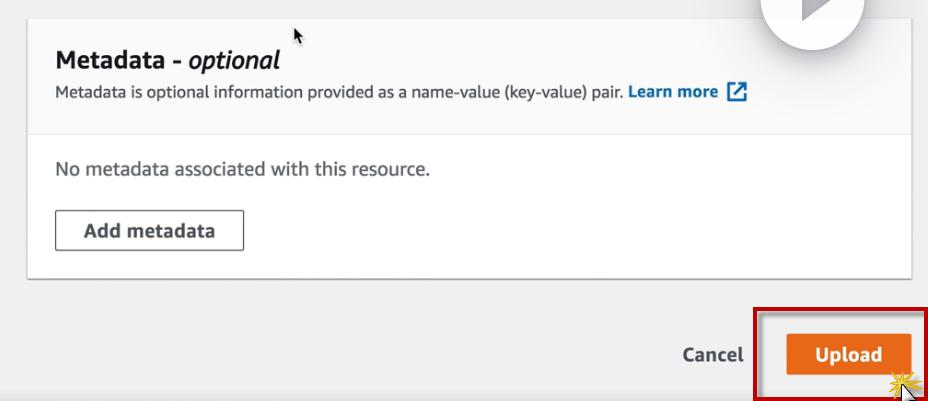 Metadata - optional
Metadata is optional information provided as a name-value (key-value) pair. Learn more
No metadata associated with this resource.
Add metadata
Cancel Upload